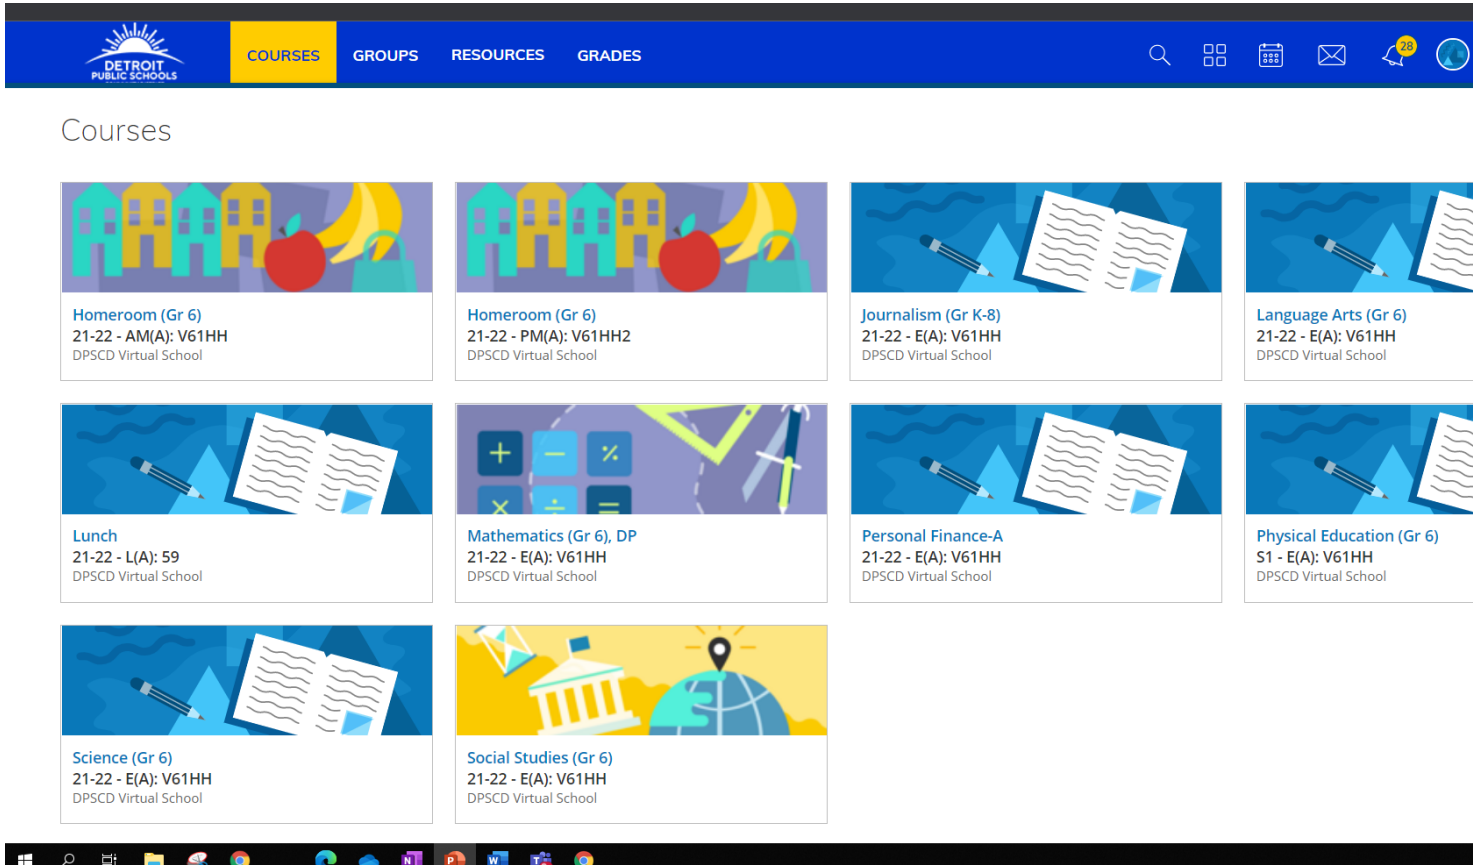 DETROIT
PUBLIC SCHOOLS
COURSES GROUPS RESOURCES GRADES
28
Courses
Homeroom (Gr 6)
21-22 - AM(A): V61HH
DPSCD Virtual School
Homeroom (Gr 6)
21-22 - PM(A): V61HH2
DPSCD Virtual School
Journalism (Gr K-8)
21-22 - E(A): V61HH
DPSCD Virtual School
Language Arts (Gr 6)
21-22 - E(A): V61HH
DPSCD Virtual School
Lunch
21-22 - L(A): 59
DPSCD Virtual School
Mathematics (Gr 6), DP
21-22 - E(A): V61HH
DPSCD Virtual School
Personal Finance-A
21-22 - E(A): V61HH
DPSCD Virtual School
Physical Education (Gr 6)
S1 - E(A): V61HH
DPSCD Virtual School
Science (Gr 6)
21-22 - E(A): V61HH
DPSCD Virtual School
Social Studies (Gr 6)
21-22 - E(A): V61HH
DPSCD Virtual School